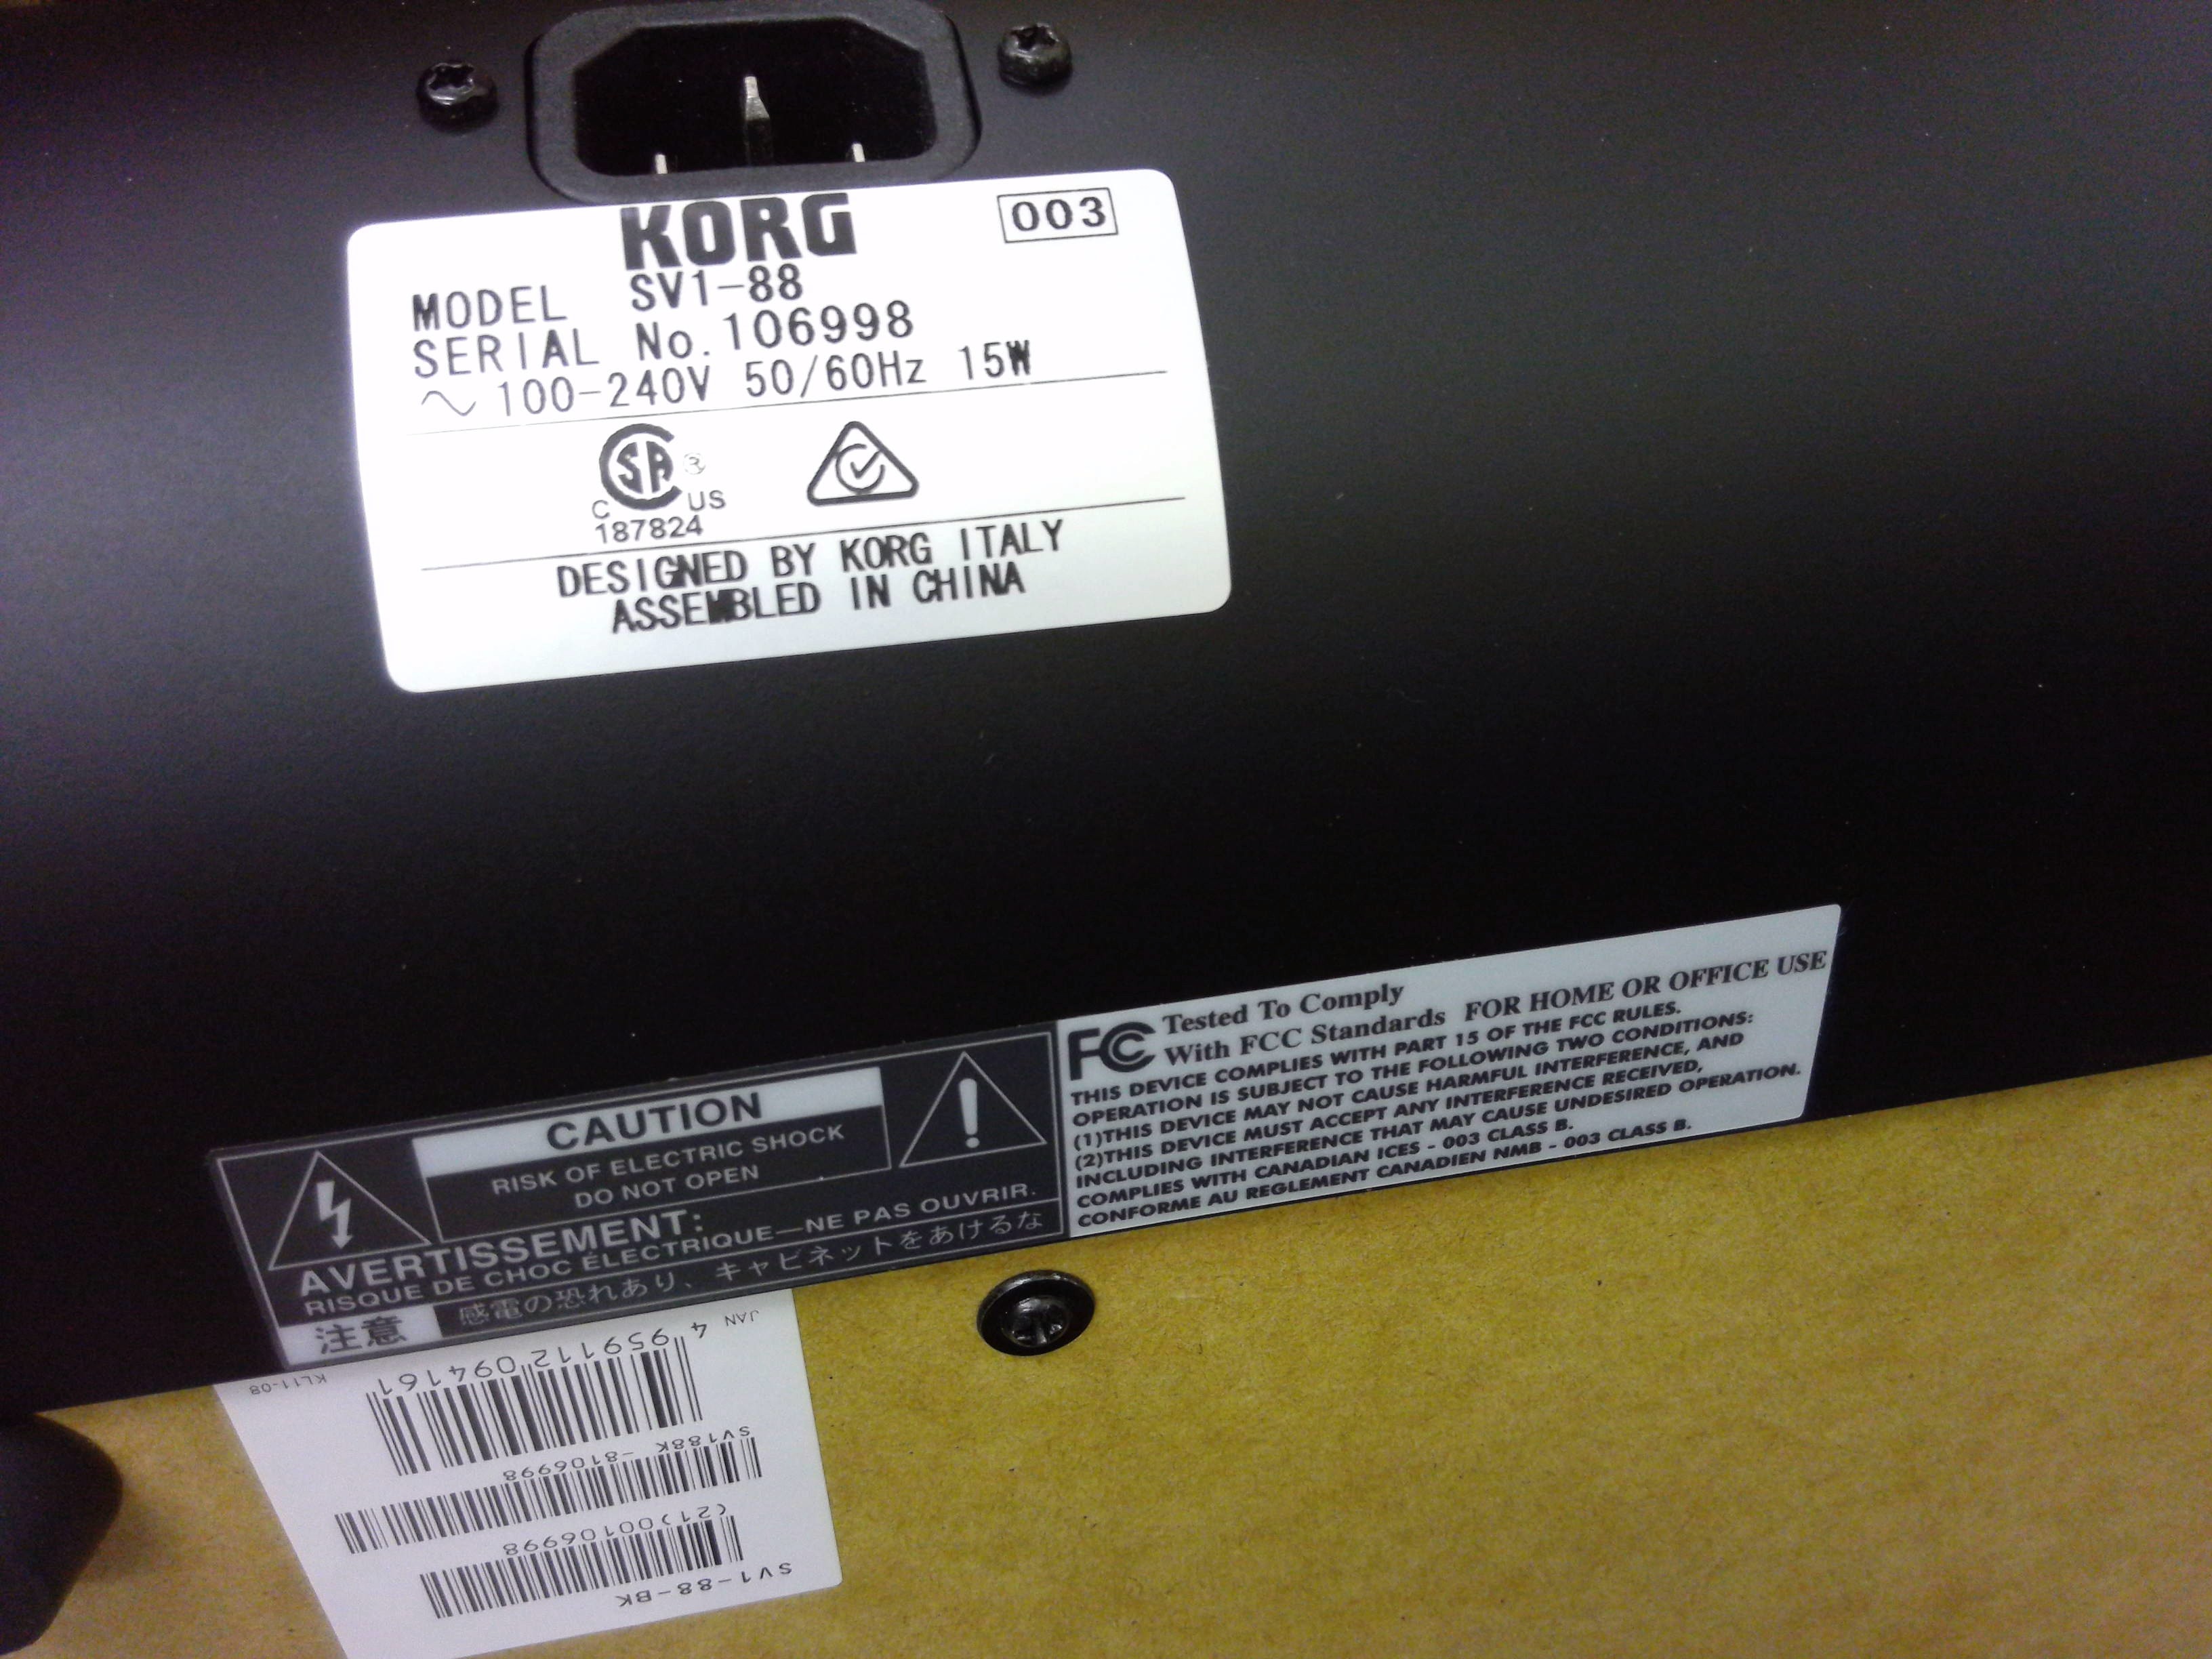 KORG
003
MODEL SV1-88
SERIAL No. 106998
~ 100-240V 50/60Hz 15W
CSA ®
C US
187824
DESIGNED BY KORG ITALY
ASSEMBLED IN CHINA
CAUTION
RISK OF ELECTRIC SHOCK
DO NOT OPEN
AVERTISSEMENT:
RISQUE DE CHOC ÉLECTRIQUE—NE PAS OUVRIR.
注意 感電の恐れあり、キャビネットをあけるな
FC Tested To Comply
With FCC Standards FOR HOME OR OFFICE USE
THIS DEVICE COMPLIES WITH PART 15 OF THE FCC RULES.
OPERATION IS SUBJECT TO THE FOLLOWING TWO CONDITIONS:
(1)THIS DEVICE MAY NOT CAUSE HARMFUL INTERFERENCE, AND
(2)THIS DEVICE MUST ACCEPT ANY INTERFERENCE RECEIVED,
INCLUDING INTERFERENCE THAT MAY CAUSE UNDESIRED OPERATION.
COMPLIES WITH CANADIAN ICES - 003 CLASS B.
CONFORME AU REGLEMENT CANADIEN NMB - 003 CLASS B.
SV1-88-BK
(21)00106998
SV188K -8106998
JAN 4 959112 094161
KL11-08